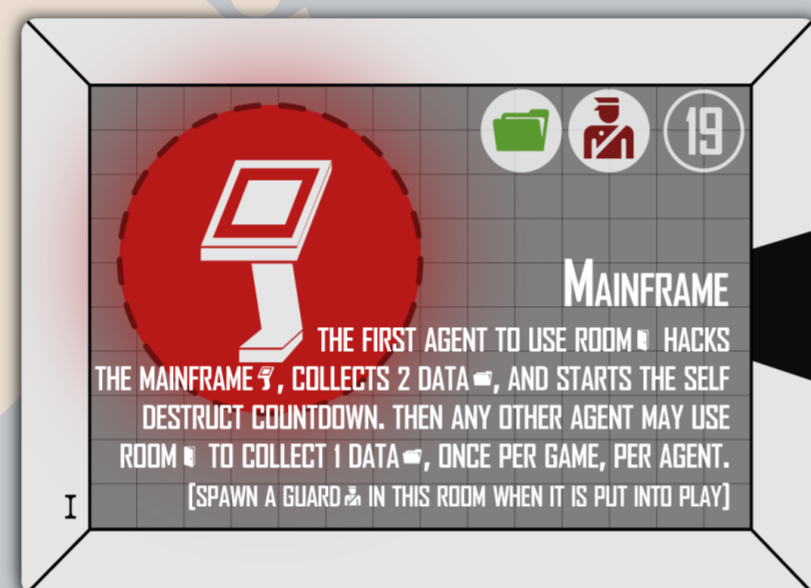 19
MAINFRAME
THE FIRST AGENT TO USE ROOM HACKS
THE MAINFRAME, COLLECTS 2 DATA, AND STARTS THE SELF
DESTRUCT COUNTDOWN. THEN ANY OTHER AGENT MAY USE
ROOM TO COLLECT 1 DATA, ONCE PER GAME, PER AGENT.
[SPAWN A GUARD IN THIS ROOM WHEN IT IS PUT INTO PLAY]
I